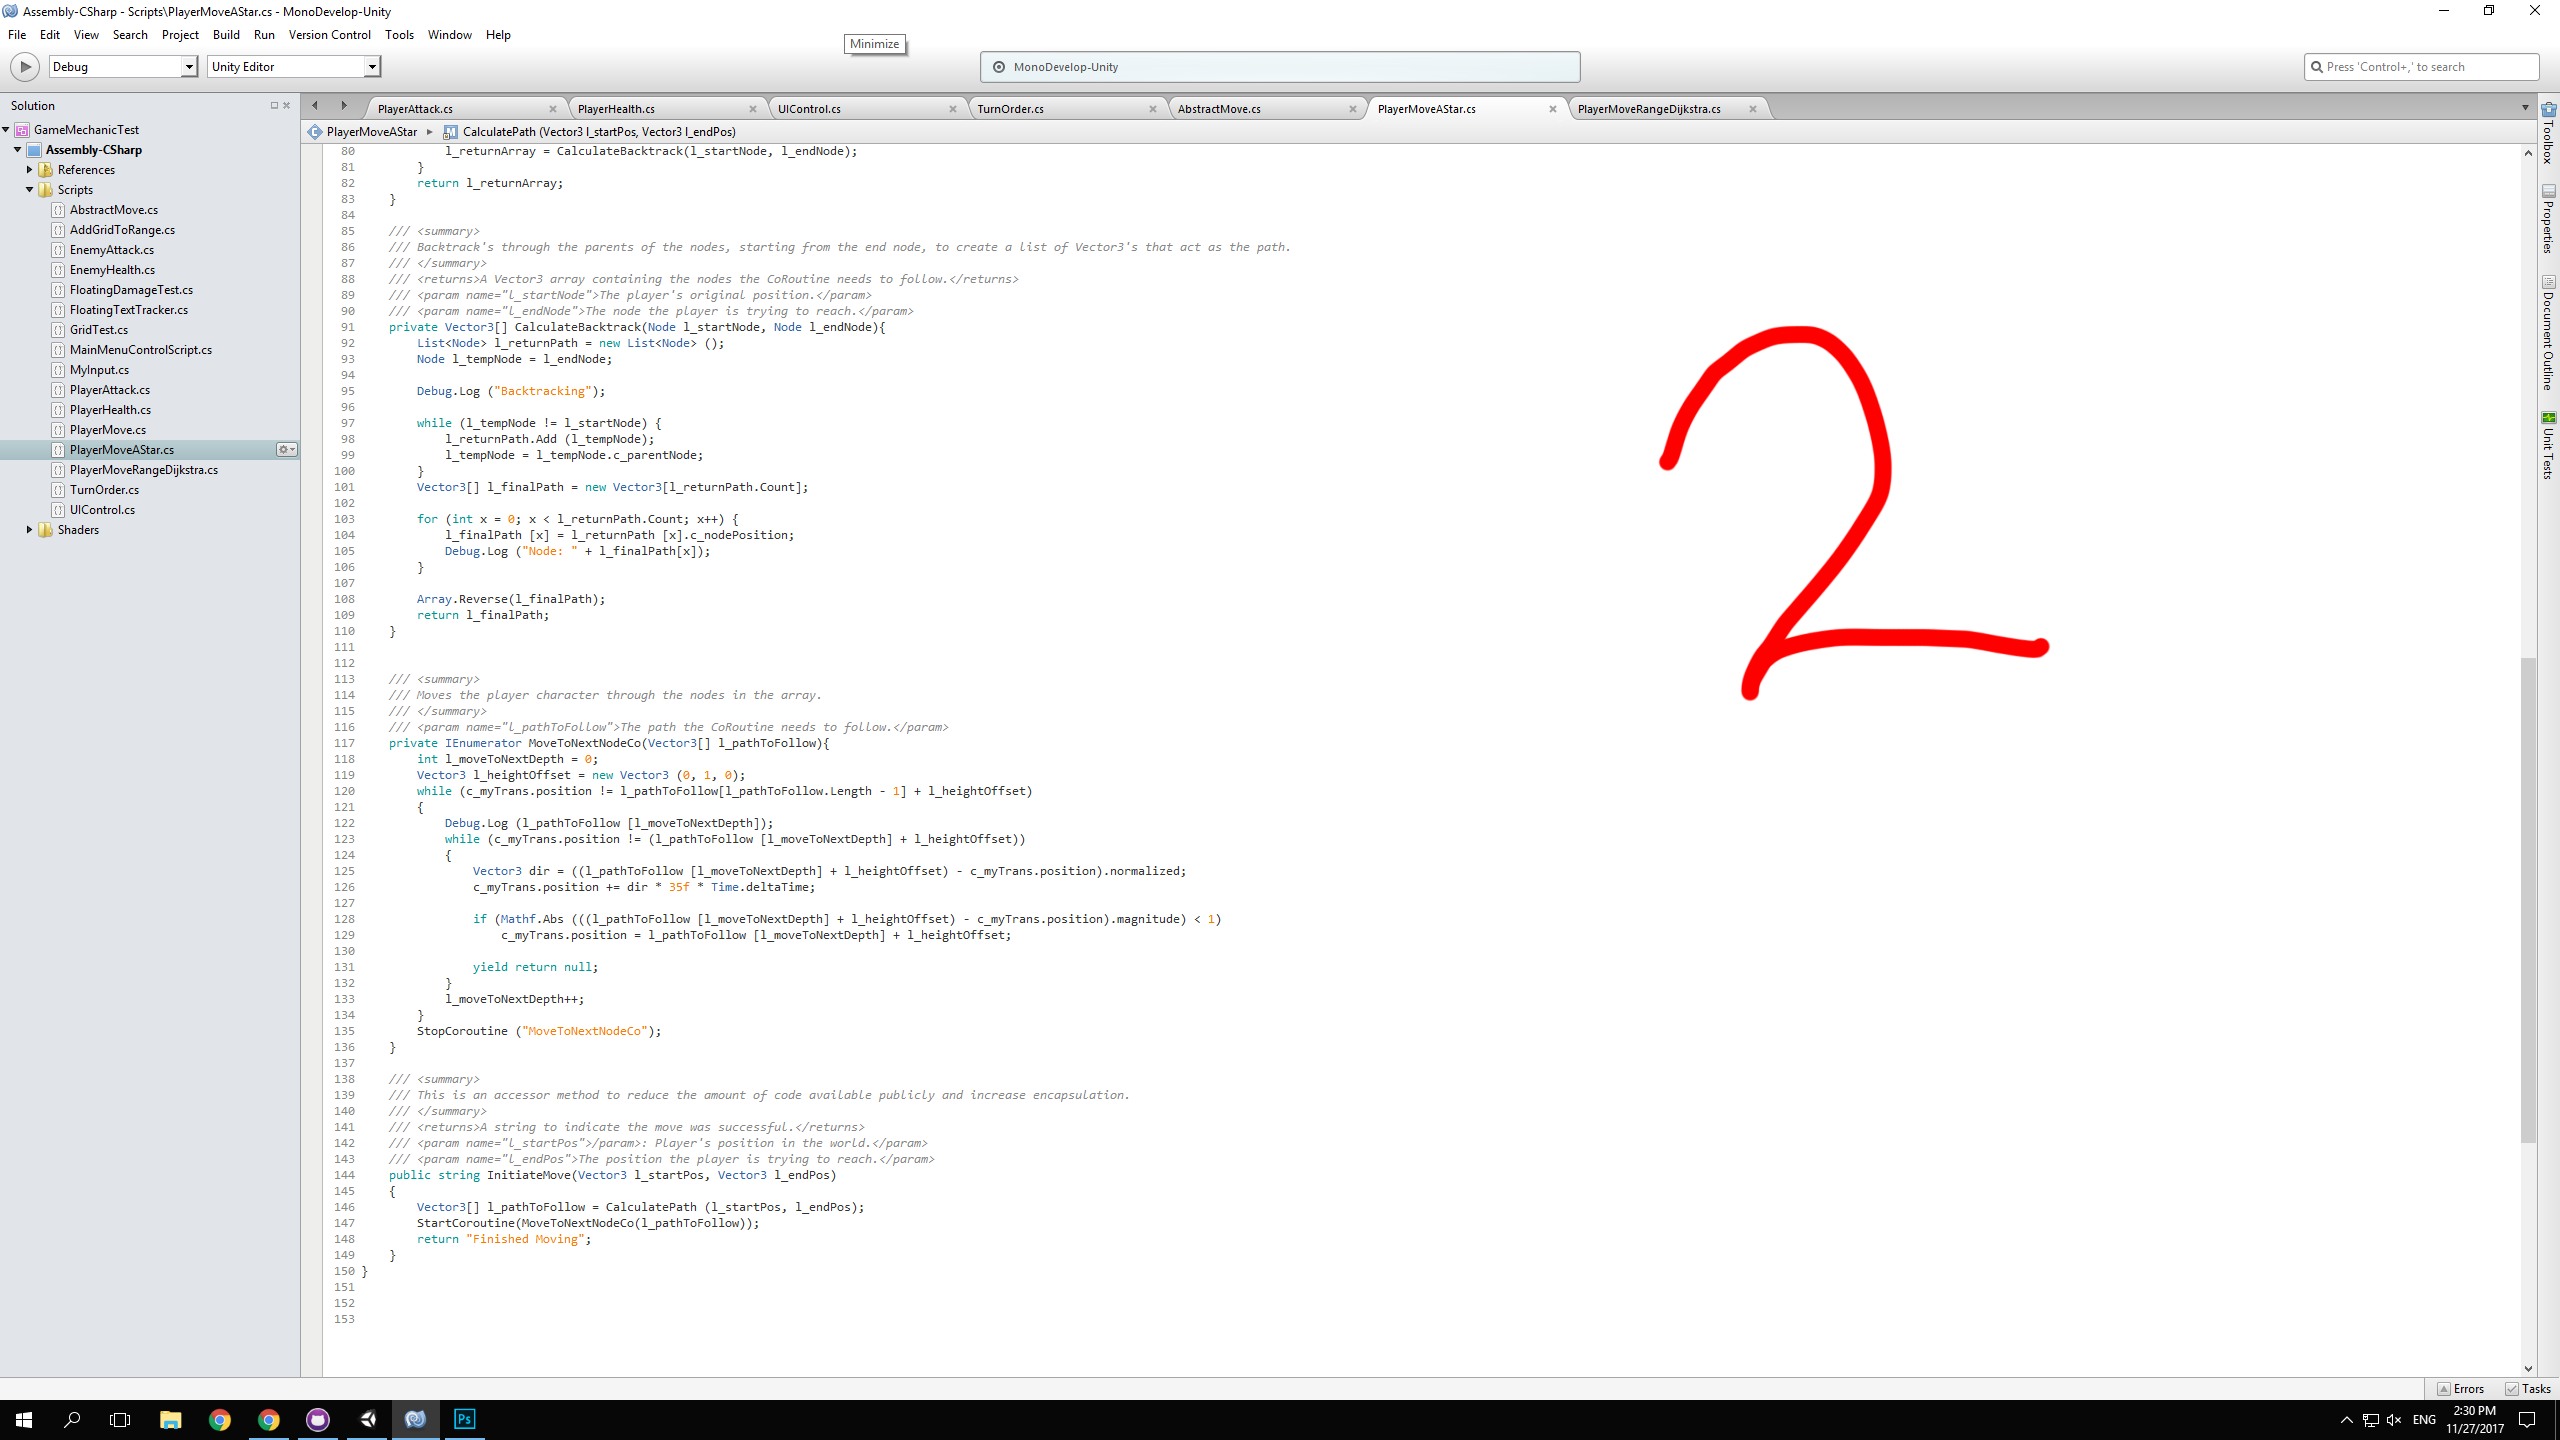 Assembly-CSharp - Scripts\PlayerMoveAStar.cs - MonoDevelop-Unity
File Edit View Search Project Build Run Version Control Tools Window Help
Minimize
Debug Unity Editor MonoDevelop-Unity Press 'Control+,' to search
Solution
PlayerAttack.cs PlayerHealth.cs UIControl.cs TurnOrder.cs AbstractMove.cs PlayerMoveAStar.cs PlayerMoveRangeDijkstra.cs
PlayerMoveAStar CalculatePath (Vector3 l_startPos, Vector3 l_endPos)
GameMechanicTest
Assembly-CSharp
References
Scripts
AbstractMove.cs
AddGridToRange.cs
EnemyAttack.cs
EnemyHealth.cs
FloatingDamageTest.cs
FloatingTextTracker.cs
GridTest.cs
MainMenuControlScript.cs
MyInput.cs
PlayerAttack.cs
PlayerHealth.cs
PlayerMove.cs
PlayerMoveAStar.cs
PlayerMoveRangeDijkstra.cs
TurnOrder.cs
UIControl.cs
Shaders
80 l_returnArray = CalculateBacktrack(l_startNode, l_endNode);
81 }
82 return l_returnArray;
83 }
84
85 /// <summary>
86 /// Backtrack's through the parents of the nodes, starting from the end node, to create a list of Vector3's that act as the path.
87 /// </summary>
88 /// <returns>A Vector3 array containing the nodes the CoRoutine needs to follow.</returns>
89 /// <param name="l_startNode">The player's original position.</param>
90 /// <param name="l_endNode">The node the player is trying to reach.</param>
91 private Vector3[] CalculateBacktrack(Node l_startNode, Node l_endNode){
92 List<Node> l_returnPath = new List<Node> ();
93 Node l_tempNode = l_endNode;
94
95 Debug.Log ("Backtracking");
96
97 while (l_tempNode != l_startNode) {
98 l_returnPath.Add (l_tempNode);
99 l_tempNode = l_tempNode.c_parentNode;
100 }
101 Vector3[] l_finalPath = new Vector3[l_returnPath.Count];
102
103 for (int x = 0; x < l_returnPath.Count; x++) {
104 l_finalPath [x] = l_returnPath [x].c_nodePosition;
105 Debug.Log ("Node: " + l_finalPath[x]);
106 }
107
108 Array.Reverse(l_finalPath);
109 return l_finalPath;
110 }
111
112
113 /// <summary>
114 /// Moves the player character through the nodes in the array.
115 /// </summary>
116 /// <param name="l_pathToFollow">The path the CoRoutine needs to follow.</param>
117 private IEnumerator MoveToNextNodeCo(Vector3[] l_pathToFollow){
118 int l_moveToNextDepth = 0;
119 Vector3 l_heightOffset = new Vector3 (0, 1, 0);
120 while (c_myTrans.position != l_pathToFollow[l_pathToFollow.Length - 1] + l_heightOffset)
121 {
122 Debug.Log (l_pathToFollow [l_moveToNextDepth]);
123 while (c_myTrans.position != (l_pathToFollow [l_moveToNextDepth] + l_heightOffset))
124 {
125 Vector3 dir = ((l_pathToFollow [l_moveToNextDepth] + l_heightOffset) - c_myTrans.position).normalized;
126 c_myTrans.position += dir * 35f * Time.deltaTime;
127
128 if (Mathf.Abs (((l_pathToFollow [l_moveToNextDepth] + l_heightOffset) - c_myTrans.position).magnitude) < 1)
129 c_myTrans.position = l_pathToFollow [l_moveToNextDepth] + l_heightOffset;
130
131 yield return null;
132 }
133 l_moveToNextDepth++;
134 }
135 StopCoroutine ("MoveToNextNodeCo");
136 }
137
138 /// <summary>
139 /// This is an accessor method to reduce the amount of code available publicly and increase encapsulation.
140 /// </summary>
141 /// <returns>A string to indicate the move was successful.</returns>
142 /// <param name="l_startPos">/param>: Player's position in the world.</param>
143 /// <param name="l_endPos">The position the player is trying to reach.</param>
144 public string InitiateMove(Vector3 l_startPos, Vector3 l_endPos)
145 {
146 Vector3[] l_pathToFollow = CalculatePath (l_startPos, l_endPos);
147 StartCoroutine(MoveToNextNodeCo(l_pathToFollow));
148 return "Finished Moving";
149 }
150 }
151
152
153
2
Toolbox
Properties
Document Outline
Unit Tests
Errors Tasks
Ps
ENG
2:30 PM
11/27/2017